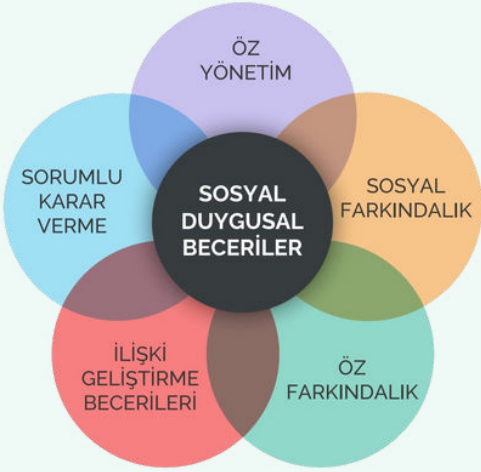 ÖZ
YÖNETİM
SORUMLU
KARAR
VERME
SOSYAL
DUYGUSAL
BECERİLER
SOSYAL
FARKINDALIK
İLİŞKİ
GELİŞTİRME
BECERİLERİ
ÖZ
FARKINDALIK